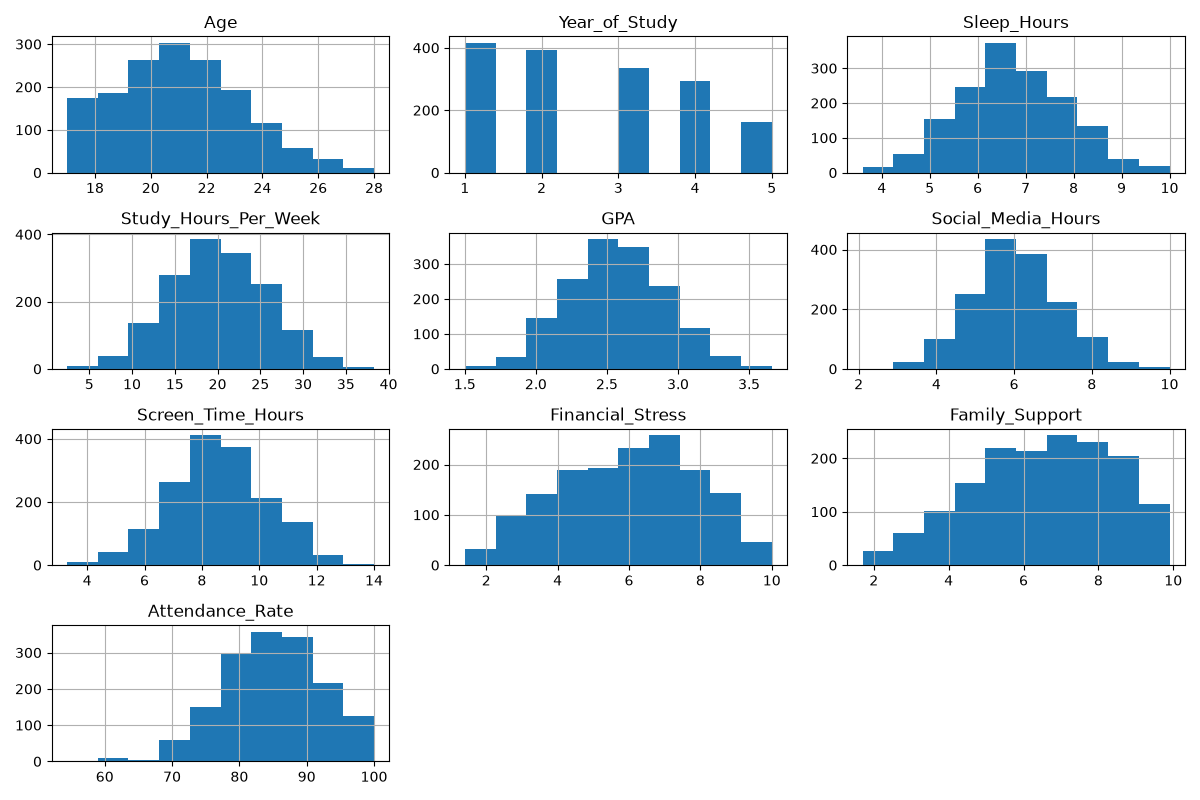 Age
Year_of_Study
Sleep_Hours
300
200
100
0
18 20 22 24 26 28
400
200
0
1 2 3 4 5
300
200
100
0
4 5 6 7 8 9 10
Study_Hours_Per_Week
GPA
Social_Media_Hours
400
200
0
5 10 15 20 25 30 35 40
300
200
100
0
1.5 2.0 2.5 3.0 3.5
400
200
0
2 4 6 8 10
Screen_Time_Hours
Financial_Stress
Family_Support
400
200
0
4 6 8 10 12 14
200
100
0
2 4 6 8 10
200
100
0
2 4 6 8 10
Attendance_Rate
300
200
100
0
60 70 80 90 100